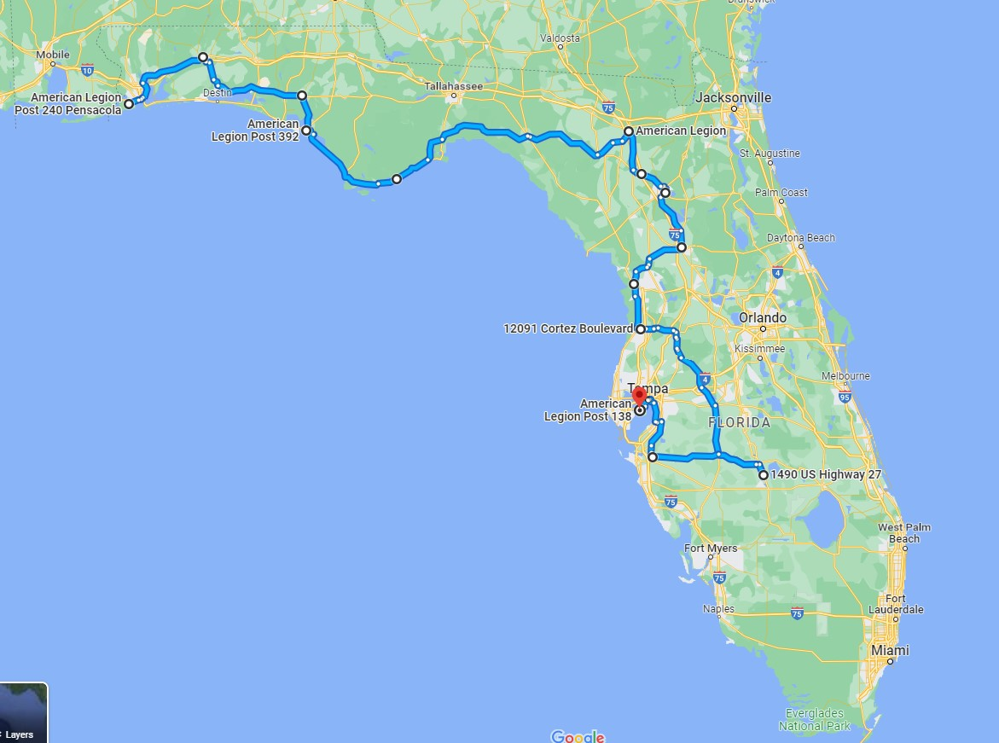 Brunswick
Valdosta
Mobile
10
Tallahassee
American Legion
Post 240 Pensacola
Destin
Jacksonville
75
American
Legion Post 392
American Legion
St. Augustine
Palm Coast
75
Daytona Beach
4
Orlando
12091 Cortez Boulevard
Kissimmee
Melbourne
4
95
Tampa
American
Legion Post 138
FLORIDA
1490 US Highway 27
75
West Palm
Beach
Fort Myers
75
Naples
75
Fort
Lauderdale
Miami
Everglades
National Park
Layers
Google